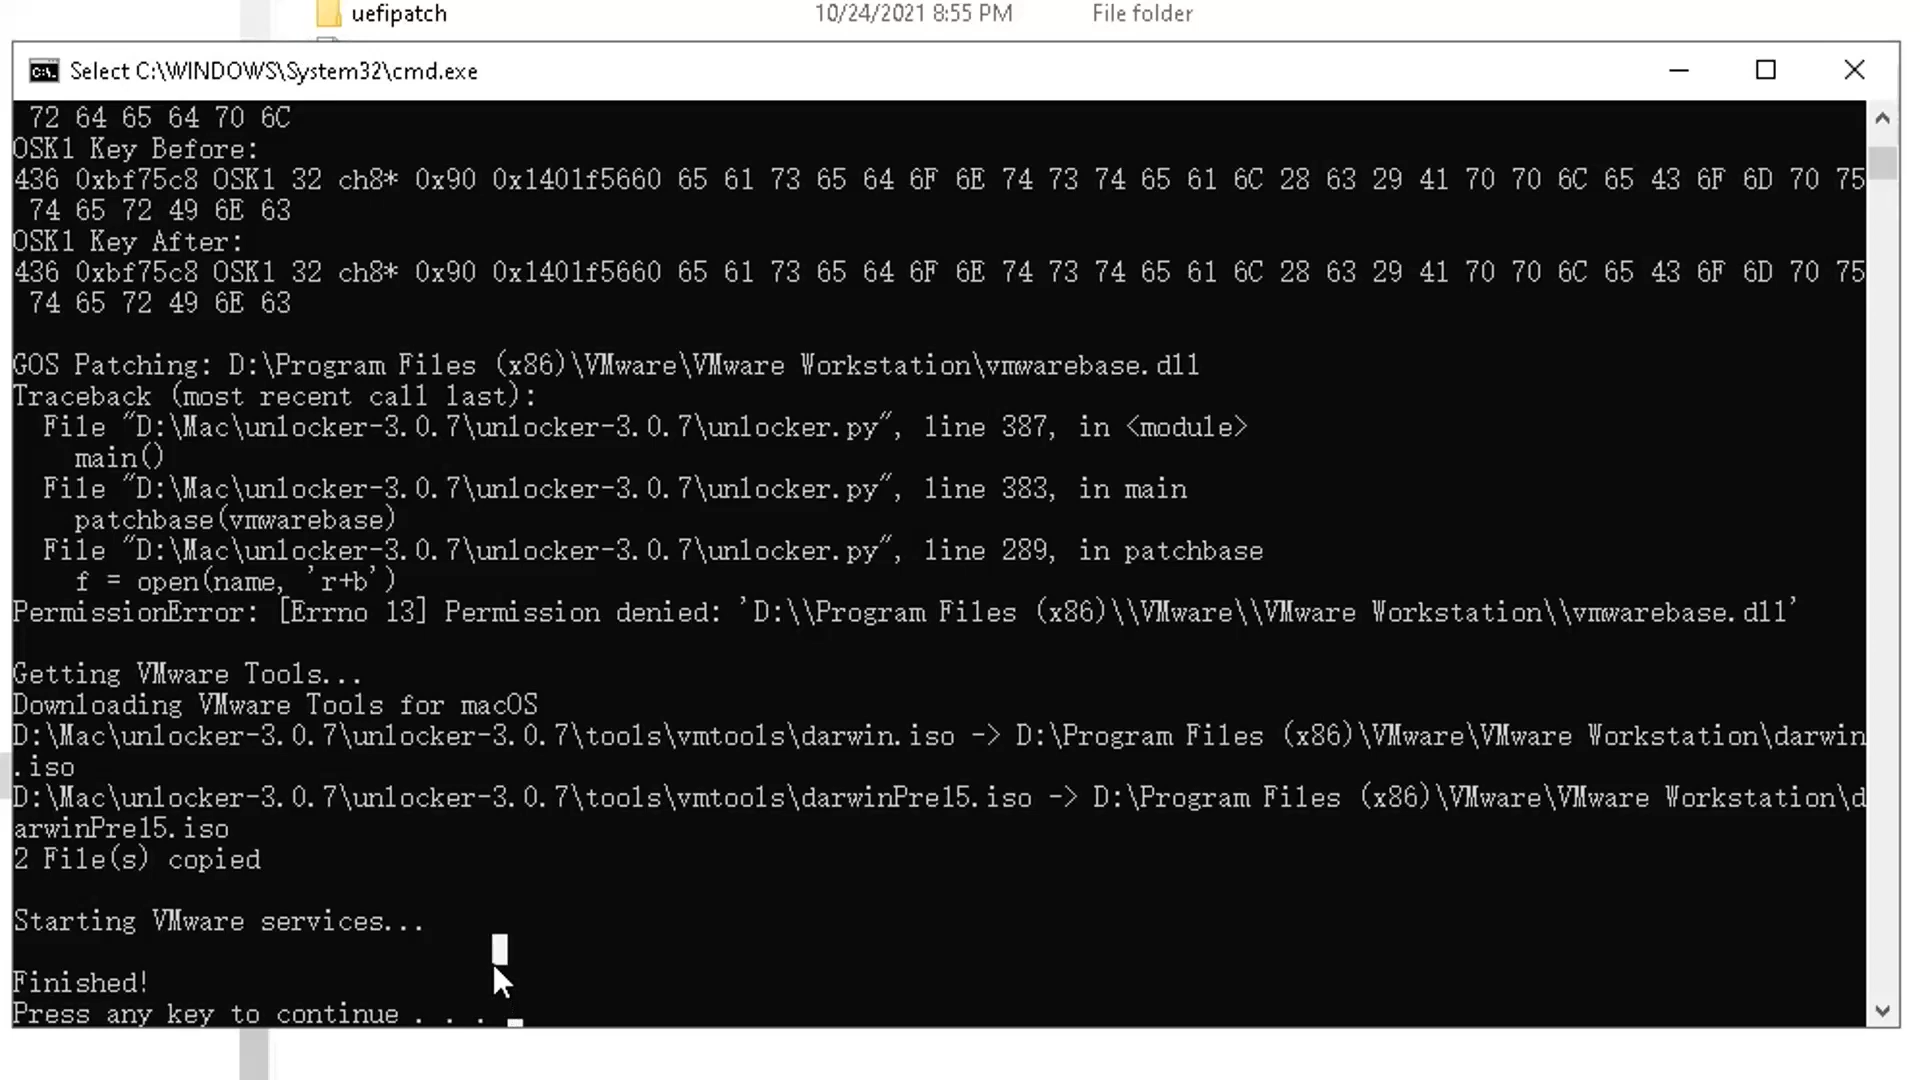 uefipatch 10/24/2021 8:55 PM File folder
Select C:\WINDOWS\System32\cmd.exe
72 64 65 64 70 6C
OSK1 Key Before:
436 0xbf75c8 OSK1 32 ch8* 0x90 0x1401f5660 65 61 73 65 64 6F 6E 74 73 74 65 61 6C 28 63 29 41 70 70 6C 65 43 6F 6D 70 75
74 65 72 49 6E 63
OSK1 Key After:
436 0xbf75c8 OSK1 32 ch8* 0x90 0x1401f5660 65 61 73 65 64 6F 6E 74 73 74 65 61 6C 28 63 29 41 70 70 6C 65 43 6F 6D 70 75
74 65 72 49 6E 63
GOS Patching: D:\Program Files (x86)\VMware\VMware Workstation\vmwarebase.dll
Traceback (most recent call last):
File "D:\Mac\unlocker-3.0.7\unlocker-3.0.7\unlocker.py", line 387, in <module>
main()
File "D:\Mac\unlocker-3.0.7\unlocker-3.0.7\unlocker.py", line 383, in main
patchbase(vmwarebase)
File "D:\Mac\unlocker-3.0.7\unlocker-3.0.7\unlocker.py", line 289, in patchbase
f = open(name, 'r+b')
PermissionError: [Errno 13] Permission denied: 'D:\\Program Files (x86)\\VMware\\VMware Workstation\\vmwarebase.dll'
Getting VMware Tools...
Downloading VMware Tools for macOS
D:\Mac\unlocker-3.0.7\unlocker-3.0.7\tools\vmtools\darwin.iso -> D:\Program Files (x86)\VMware\VMware Workstation\darwin
.iso
D:\Mac\unlocker-3.0.7\unlocker-3.0.7\tools\vmtools\darwinPre15.iso -> D:\Program Files (x86)\VMware\VMware Workstation\d
arwinPre15.iso
2 File(s) copied
Starting VMware services...
Finished!
Press any key to continue . . .